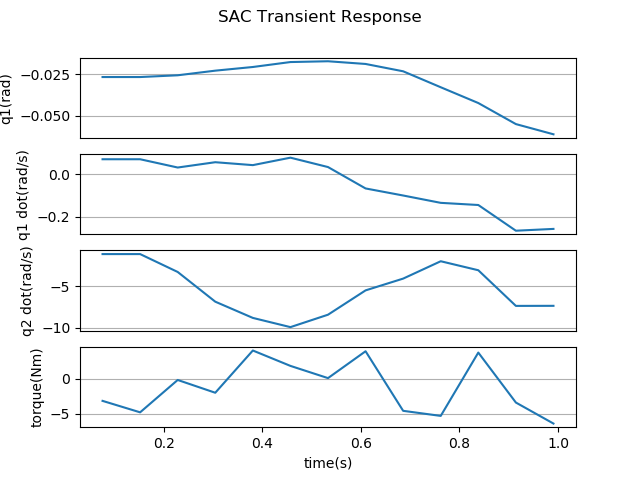 SAC Transient Response
q1(rad)
−0.025
−0.050
q1 dot(rad/s)
0.0
−0.2
q2 dot(rad/s)
−5
−10
torque(Nm)
0
−5
0.2 0.4 0.6 0.8 1.0
time(s)